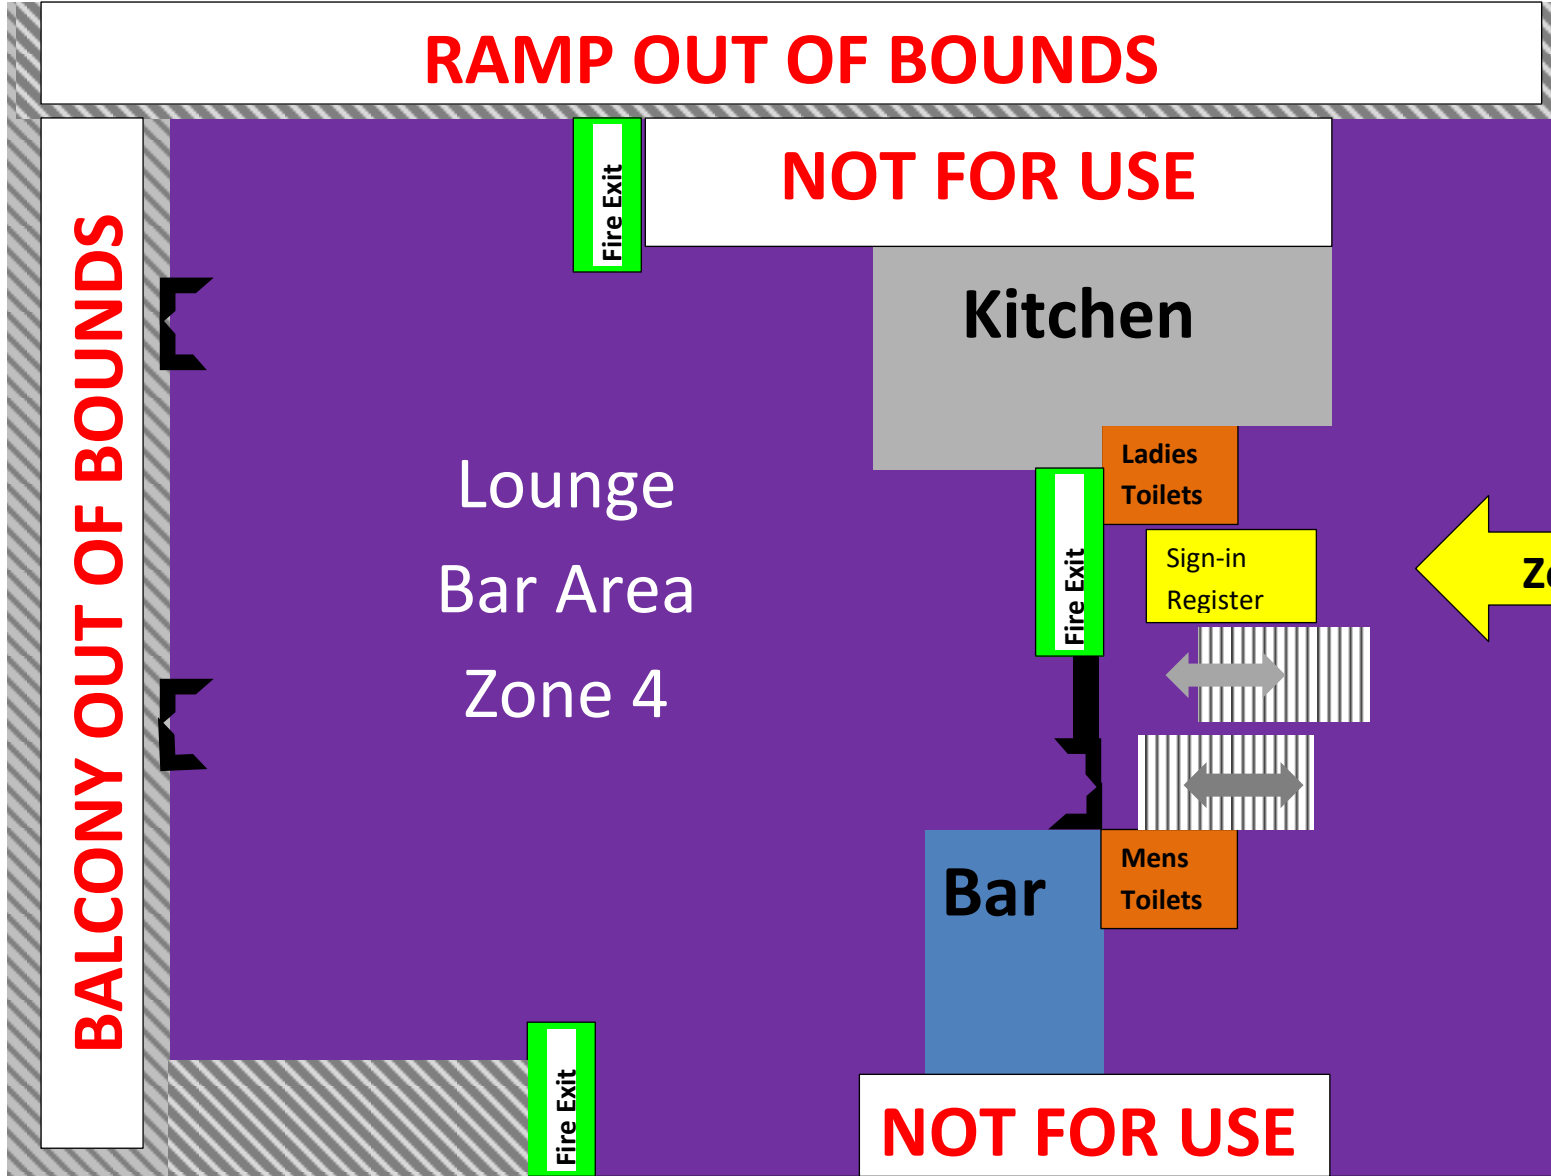 RAMP OUT OF BOUNDS
NOT FOR USE
Fire Exit
BALCONY OUT OF BOUNDS
Kitchen
Ladies
Toilets
Lounge
Bar Area
Zone 4
Fire Exit
Sign-in
Register
Mens
Toilets
Bar
Fire Exit
NOT FOR USE